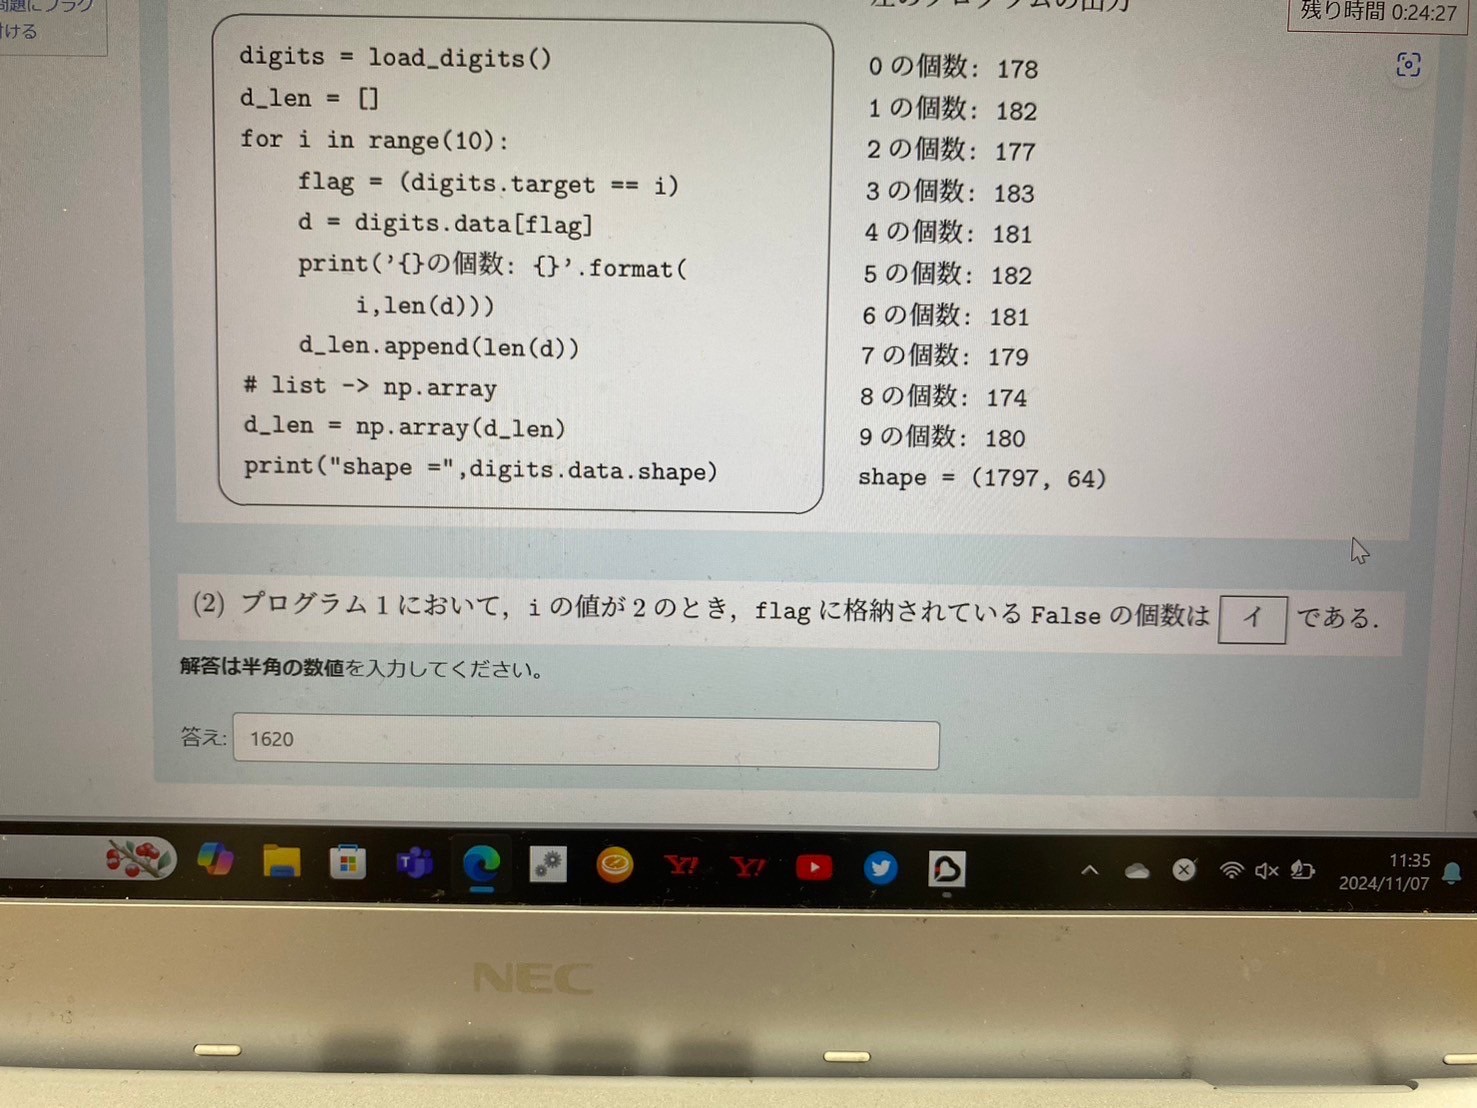 ける
残り時間 0:24:27
digits = load_digits()
d_len = []
for i in range(10):
flag = (digits.target == i)
d = digits.data[flag]
print('{}の個数: {}'.format(
i,len(d)))
d_len.append(len(d))
# list -> np.array
d_len = np.array(d_len)
print("shape =",digits.data.shape)
左のプログラムの出力
0 の個数: 178
1 の個数: 182
2 の個数: 177
3 の個数: 183
4 の個数: 181
5 の個数: 182
6 の個数: 181
7 の個数: 179
8 の個数: 174
9 の個数: 180
shape = (1797, 64)
(2) プログラム 1 において, i の値が 2 のとき, flag に格納されている False の個数は イ である.
解答は半角の数値を入力してください。
答え: 1620
11:35
2024/11/07
NEC